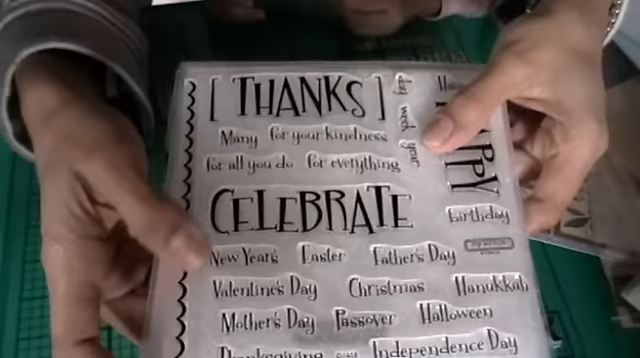 [ THANKS ]
Many for your kindness
for all you do for everything
day week year
CELEBRATE
birthday
New Year's Easter Father's Day
Valentine's Day Christmas Hanukkah
Mother's Day Passover Halloween
Thanksgiving Independence Day